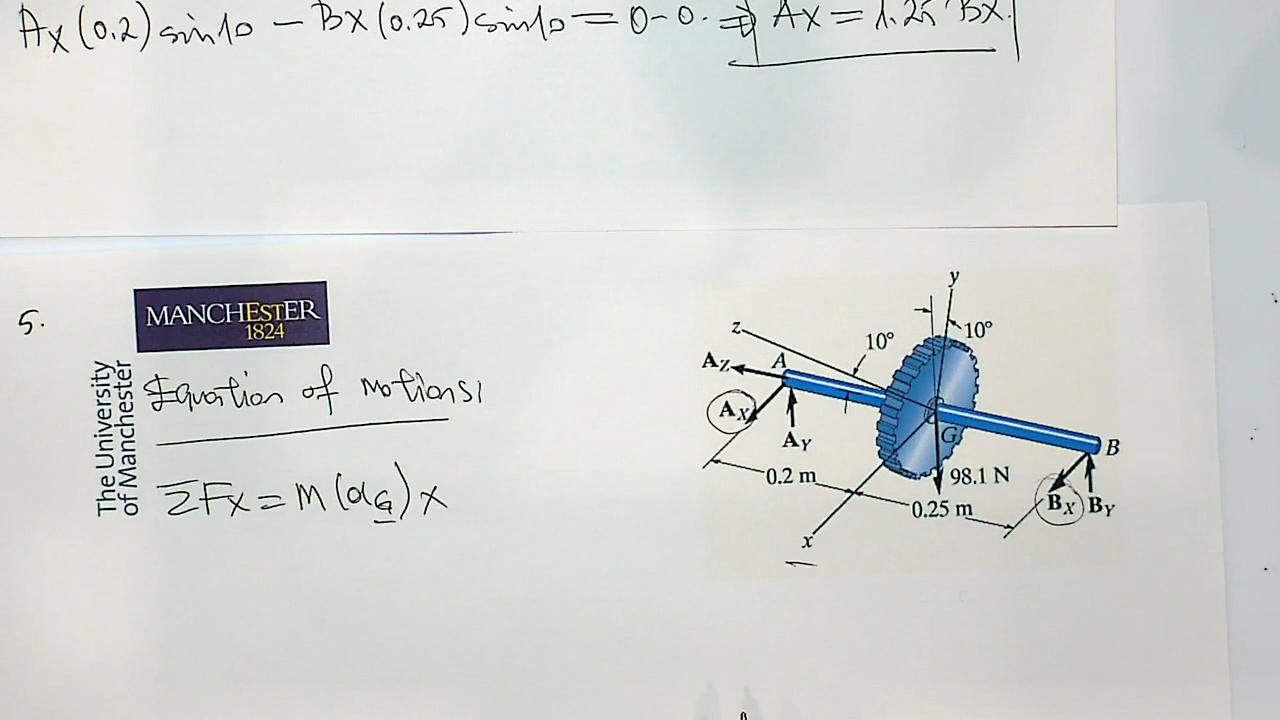 Ax (0.2) sin10 - Bx (0.25) sin10 = 0-0. ⇒ Ax = 1.25 Bx.
5.
MANCHESTER
1824
The University
of Manchester
Equation of Motions,
ΣFx = m(aG)x
y
z
10°
10°
AZ
A
AX
AY
G
B
0.2 m
98.1 N
0.25 m
BX
BY
x